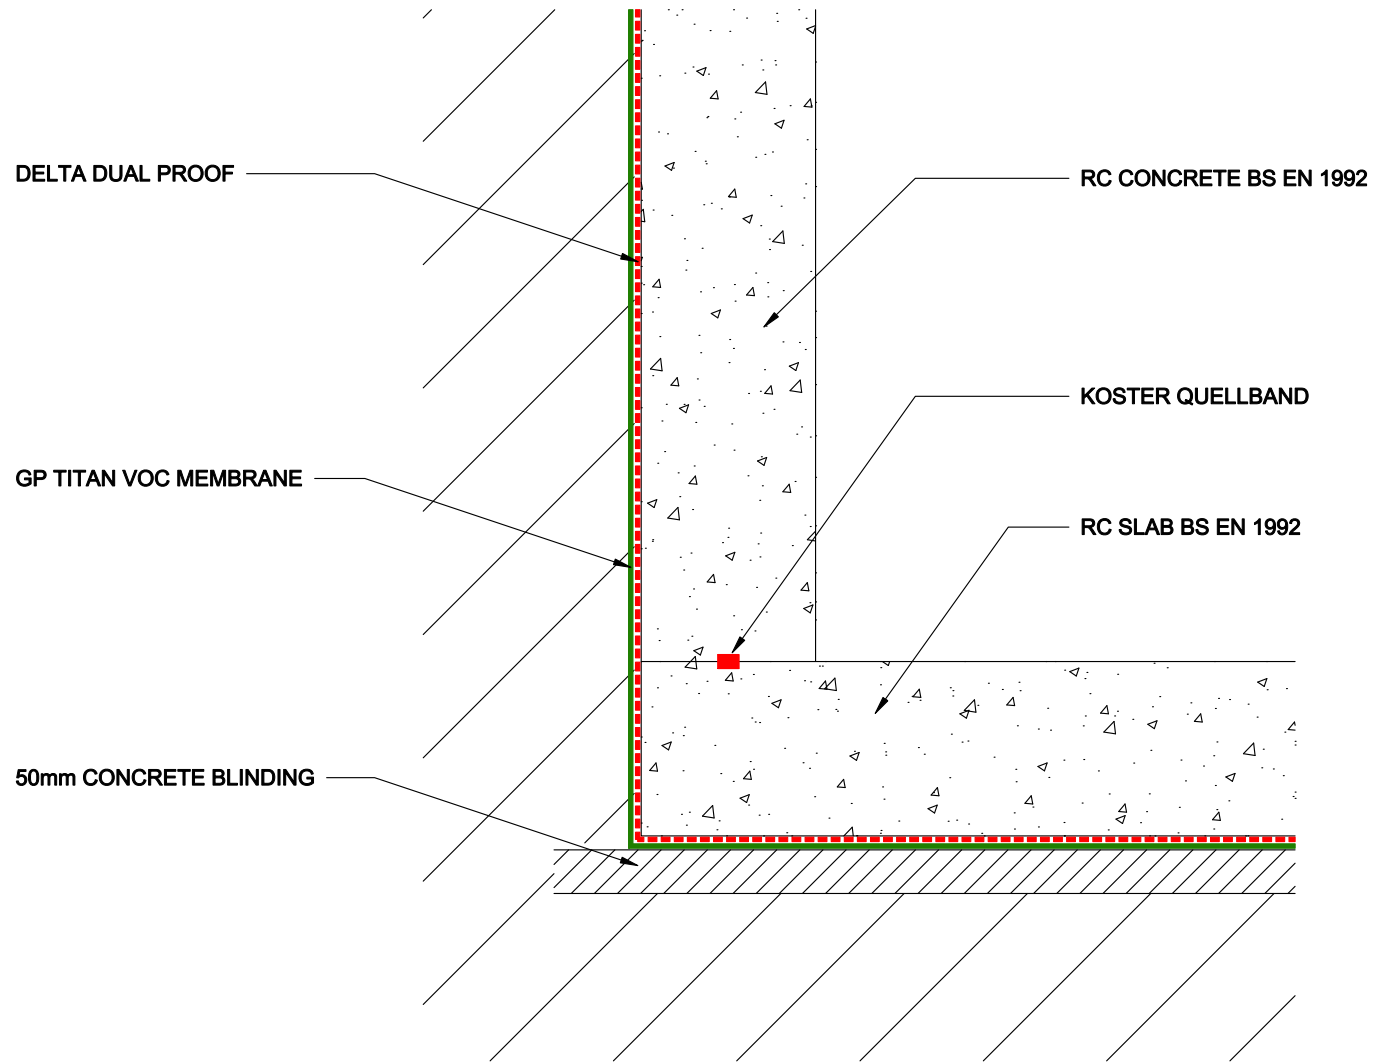 DELTA DUAL PROOF
RC CONCRETE BS EN 1992
KOSTER QUELLBAND
GP TITAN VOC MEMBRANE
RC SLAB BS EN 1992
50mm CONCRETE BLINDING